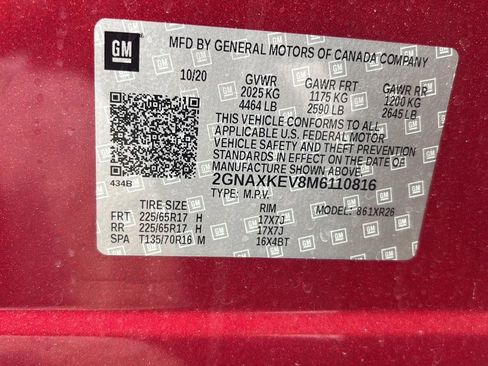 GM
MFD BY GENERAL MOTORS OF CANADA COMPANY
10/20 GVWR GAWR FRT GAWR RR
2025 KG 1175 KG 1200 KG
4464 LB 2590 LB 2645 LB
THIS VEHICLE CONFORMS TO ALL
APPLICABLE U.S. FEDERAL MOTOR
VEHICLE SAFETY AND THEFT
PREVENTION STANDARDS IN EFFECT
ON THE DATE OF MANUFACTURE
SHOWN ABOVE.
434B 2GNAXKEV8M6110816
TYPE: M.P.V. MODEL: 861XR26
TIRE SIZE RIM
FRT 225/65R17 H 17X7J
RR 225/65R17 H 17X7J
SPA T135/70R16 M 16X4BT